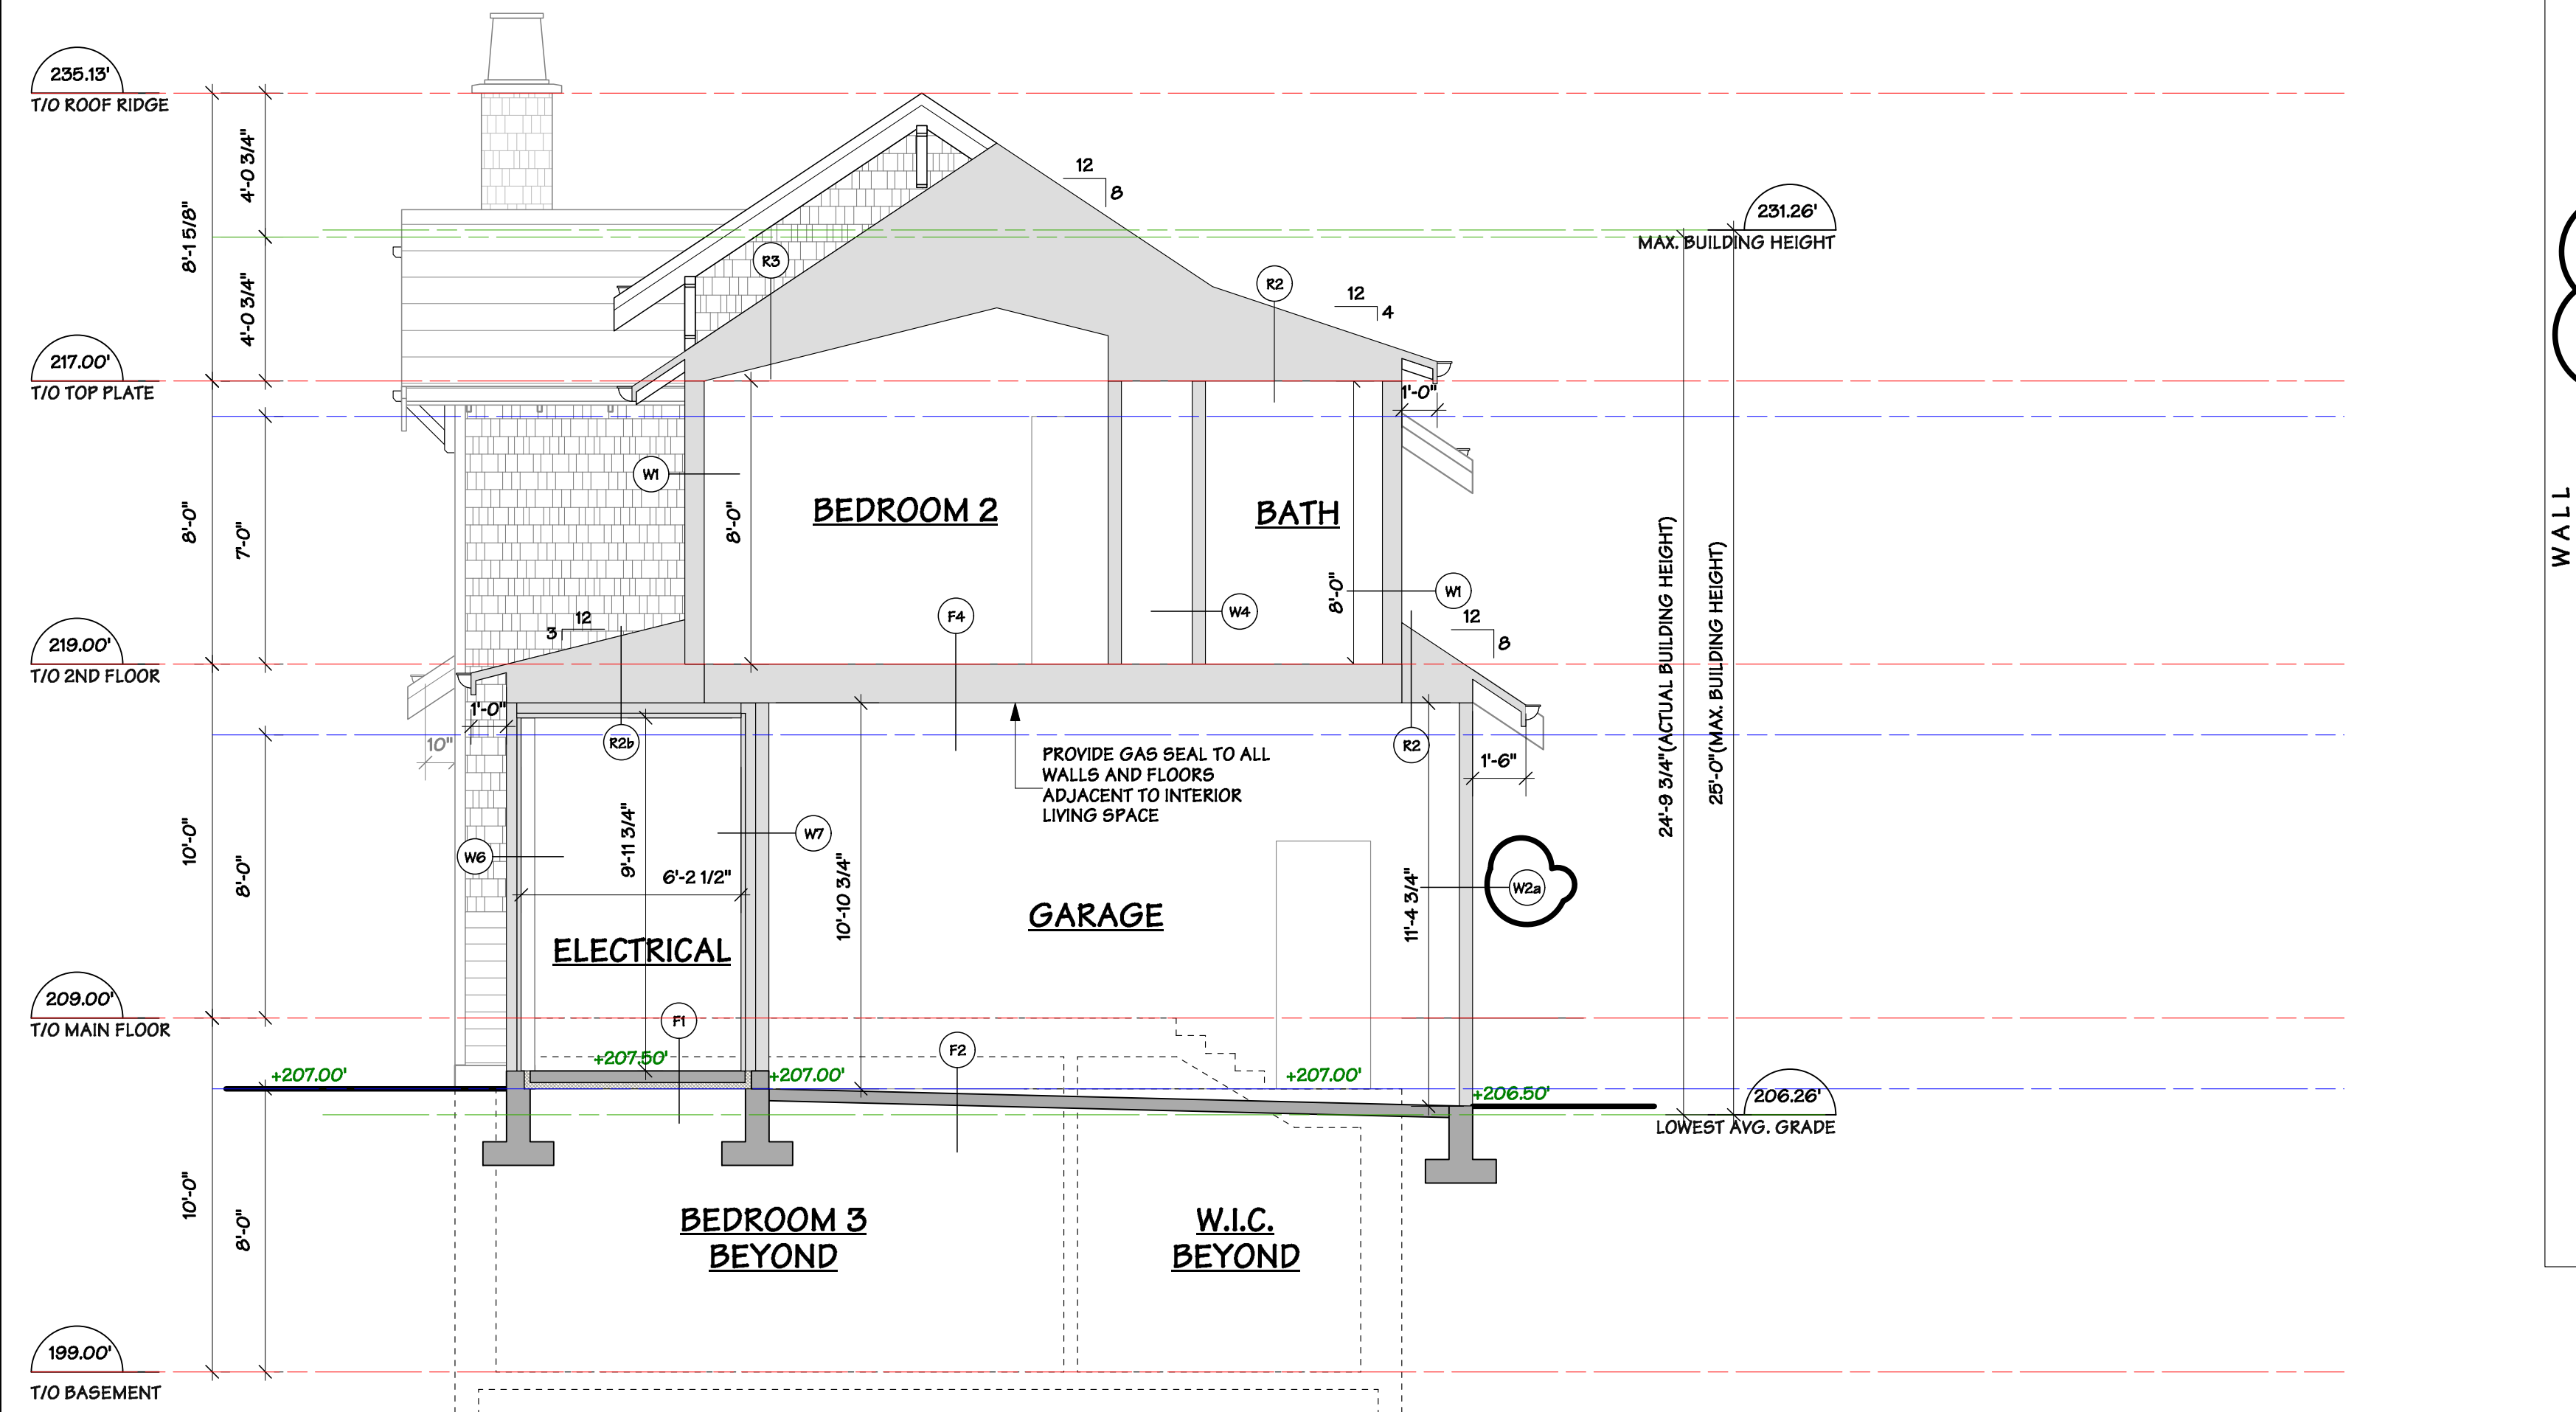 235.13'
T/O ROOF RIDGE
4'-0 3/4"
8'-1 5/8"
4'-0 3/4"
12
8
231.26'
MAX. BUILDING HEIGHT
R3
R2
12
4
217.00'
T/O TOP PLATE
1'-0"
W1
8'-0"
7'-0"
8'-0"
BEDROOM 2
BATH
8'-0"
W1
F4
W4
12
3
12
8
24'-9 3/4"(ACTUAL BUILDING HEIGHT)
25'-0"(MAX. BUILDING HEIGHT)
WALL
219.00'
T/O 2ND FLOOR
1'-0"
10"
R2b
R2
PROVIDE GAS SEAL TO ALL
WALLS AND FLOORS
ADJACENT TO INTERIOR
LIVING SPACE
1'-6"
10'-0"
8'-0"
W6
9'-11 3/4"
W7
6'-2 1/2"
10'-10 3/4"
11'-4 3/4"
W2a
GARAGE
ELECTRICAL
209.00'
T/O MAIN FLOOR
F1
F2
+207.00'
+207.50'
+207.00'
+207.00'
+206.50'
206.26'
LOWEST AVG. GRADE
10'-0"
8'-0"
BEDROOM 3
BEYOND
W.I.C.
BEYOND
199.00'
T/O BASEMENT